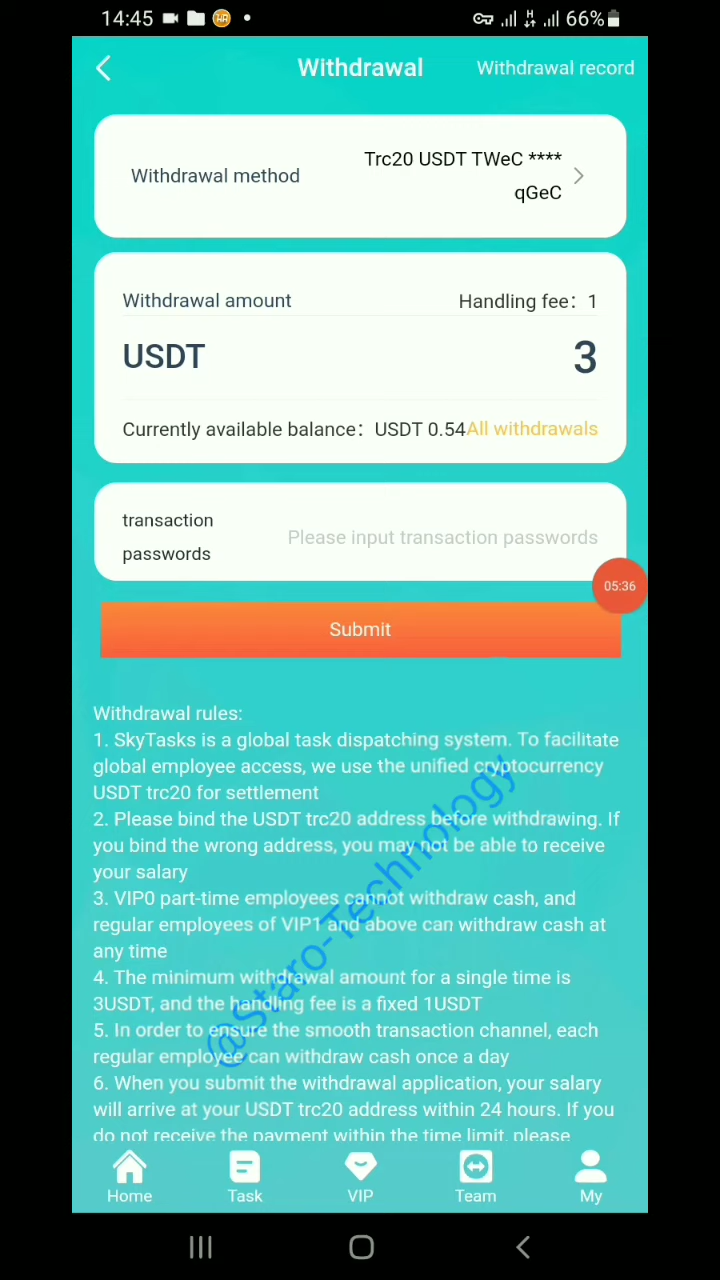 14:45
H
66%
Withdrawal
Withdrawal record
Withdrawal method
Trc20 USDT TWeC ****
qGeC
Withdrawal amount
Handling fee: 1
USDT
3
Currently available balance: USDT 0.54
All withdrawals
transaction
passwords
Please input transaction passwords
05:36
Submit
Withdrawal rules:
1. SkyTasks is a global task dispatching system. To facilitate
global employee access, we use the unified cryptocurrency
USDT trc20 for settlement
2. Please bind the USDT trc20 address before withdrawing. If
you bind the wrong address, you may not be able to receive
your salary
3. VIP0 part-time employees cannot withdraw cash, and
regular employees of VIP1 and above can withdraw cash at
any time
4. The minimum withdrawal amount for a single time is
3USDT, and the handling fee is a fixed 1USDT
5. In order to ensure the smooth transaction channel, each
regular employee can withdraw cash once a day
6. When you submit the withdrawal application, your salary
will arrive at your USDT trc20 address within 24 hours. If you
do not receive the payment within the time limit, please
@Staro-Technology
Home
Task
VIP
Team
My